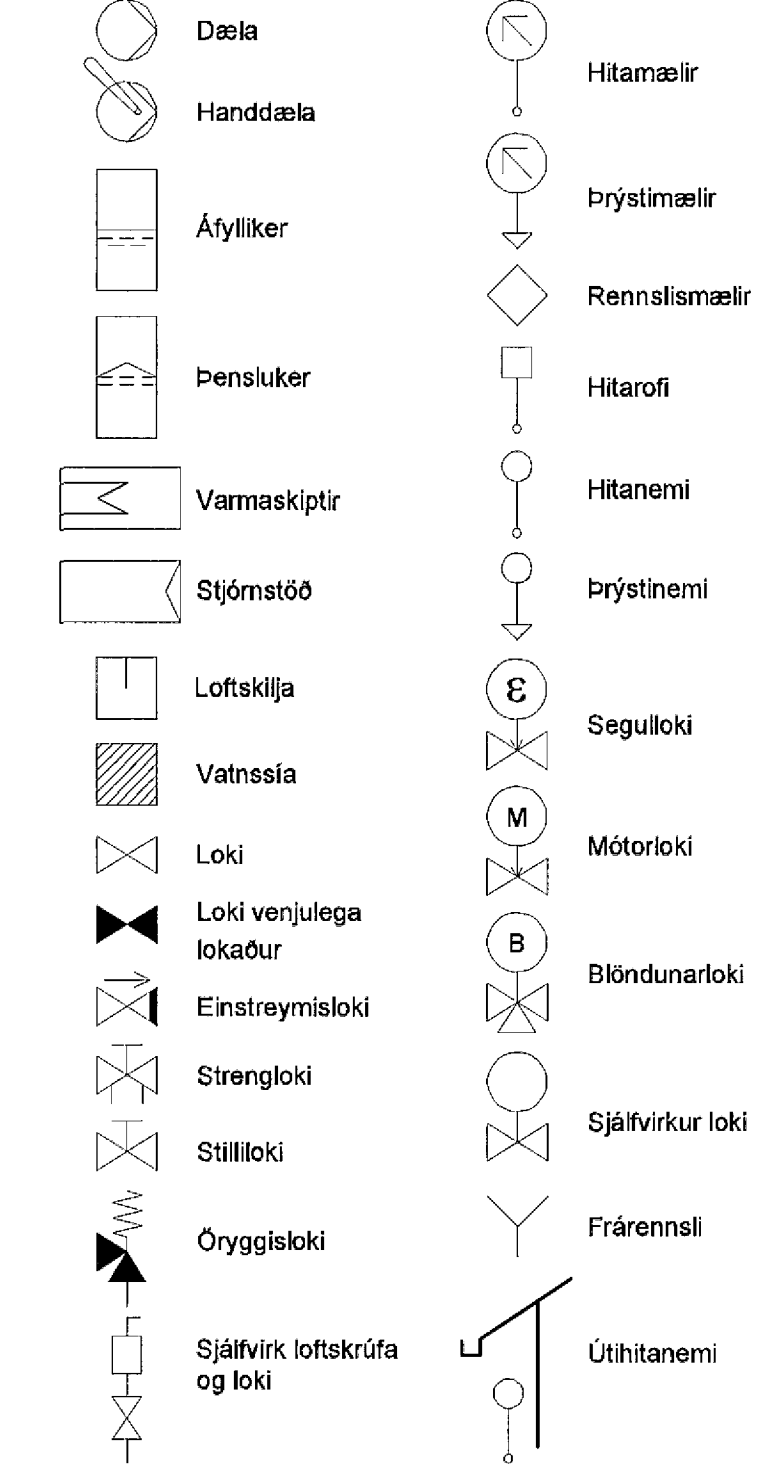 Dæla
Handdæla
Áfylliker
Þensluker
Varmaskiptir
Stjórnstöð
Loftskilja
Vatnssía
Loki
Loki venjulega
lokaður
Einstreymisloki
Strengloki
Stilliloki
Öryggisloki
Sjálfvirk loftskrúfa
og loki
Hitamælir
Þrýstimælir
Rennslismælir
Hitarofi
Hitanemi
Þrýstinemi
ε
Segulloki
M
Mótorloki
B
Blöndunarloki
Sjálfvirkur loki
Frárennsli
Útihitanemi